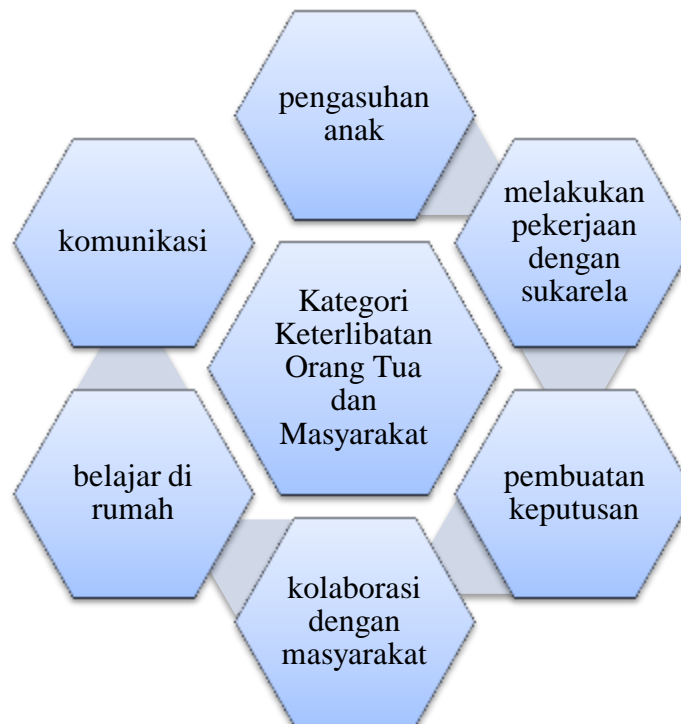 pengasuhan
anak
melakukan
pekerjaan
dengan
sukarela
pembuatan
keputusan
kolaborasi
dengan
masyarakat
belajar di
rumah
komunikasi
Kategori
Keterlibatan
Orang Tua
dan
Masyarakat